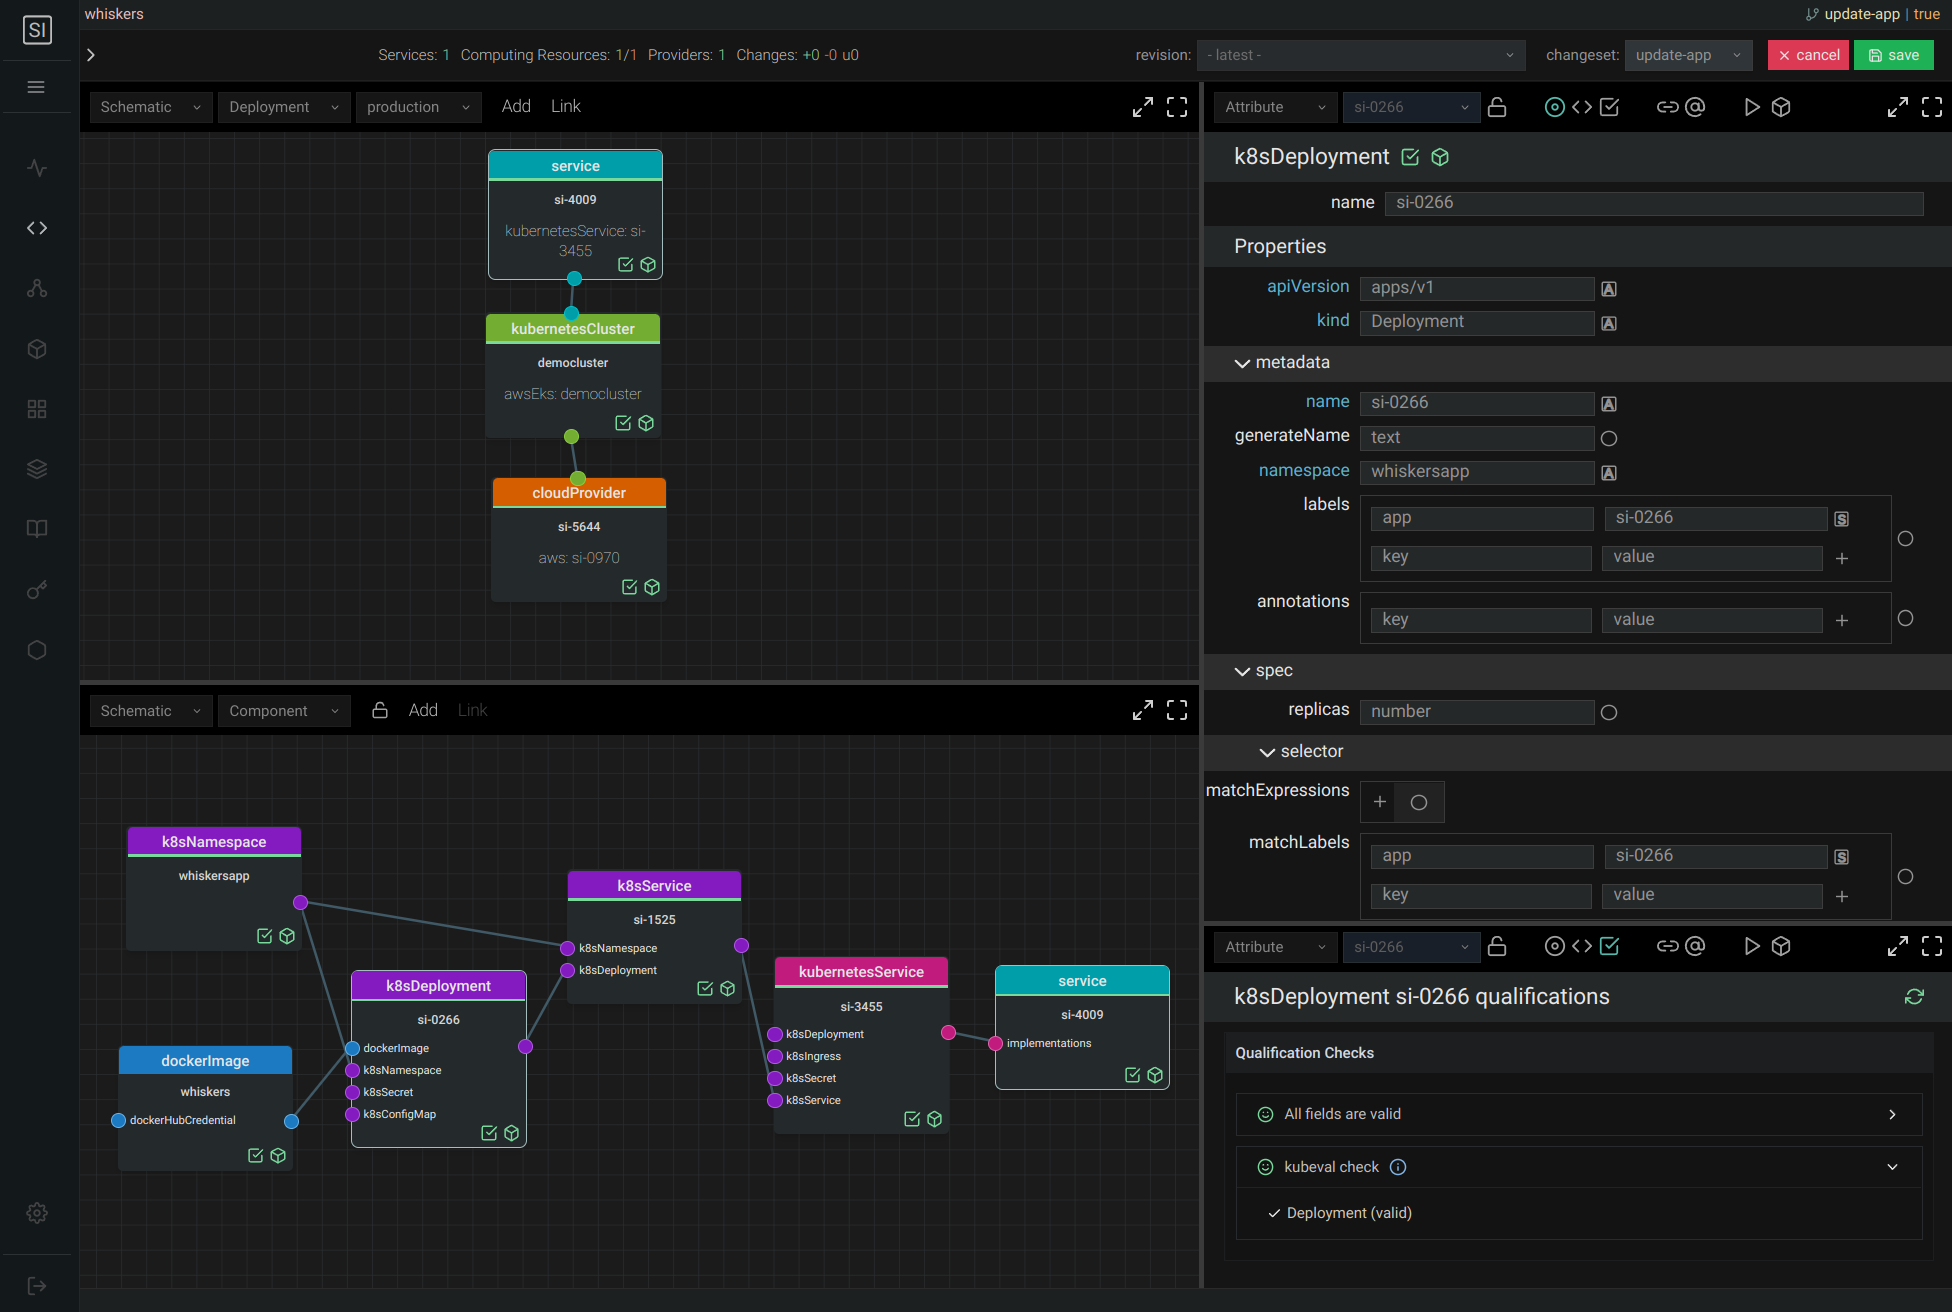 SI
whiskers
update-app | true
Services: 1 Computing Resources: 1/1 Providers: 1 Changes: +0 -0 u0
revision: - latest -
changeset: update-app
cancel
save
Schematic
Deployment
production
Add
Link
service
si-4009
kubernetesService: si-
3455
kubernetesCluster
democluster
awsEks: democluster
cloudProvider
si-5644
aws: si-0970
Schematic
Component
Add
Link
k8sNamespace
whiskersapp
dockerImage
whiskers
dockerHubCredential
k8sDeployment
si-0266
dockerImage
k8sNamespace
k8sSecret
k8sConfigMap
k8sService
si-1525
k8sNamespace
k8sDeployment
kubernetesService
si-3455
k8sDeployment
k8sIngress
k8sSecret
k8sService
service
si-4009
implementations
Attribute
si-0266
k8sDeployment
name si-0266
Properties
apiVersion apps/v1 A
kind Deployment A
metadata
name si-0266 A
generateName text
namespace whiskersapp A
labels app si-0266 S
key value +
annotations key value +
spec
replicas number
selector
matchExpressions +
matchLabels app si-0266 S
key value +
Attribute
si-0266
k8sDeployment si-0266 qualifications
Qualification Checks
All fields are valid
kubeval check
Deployment (valid)